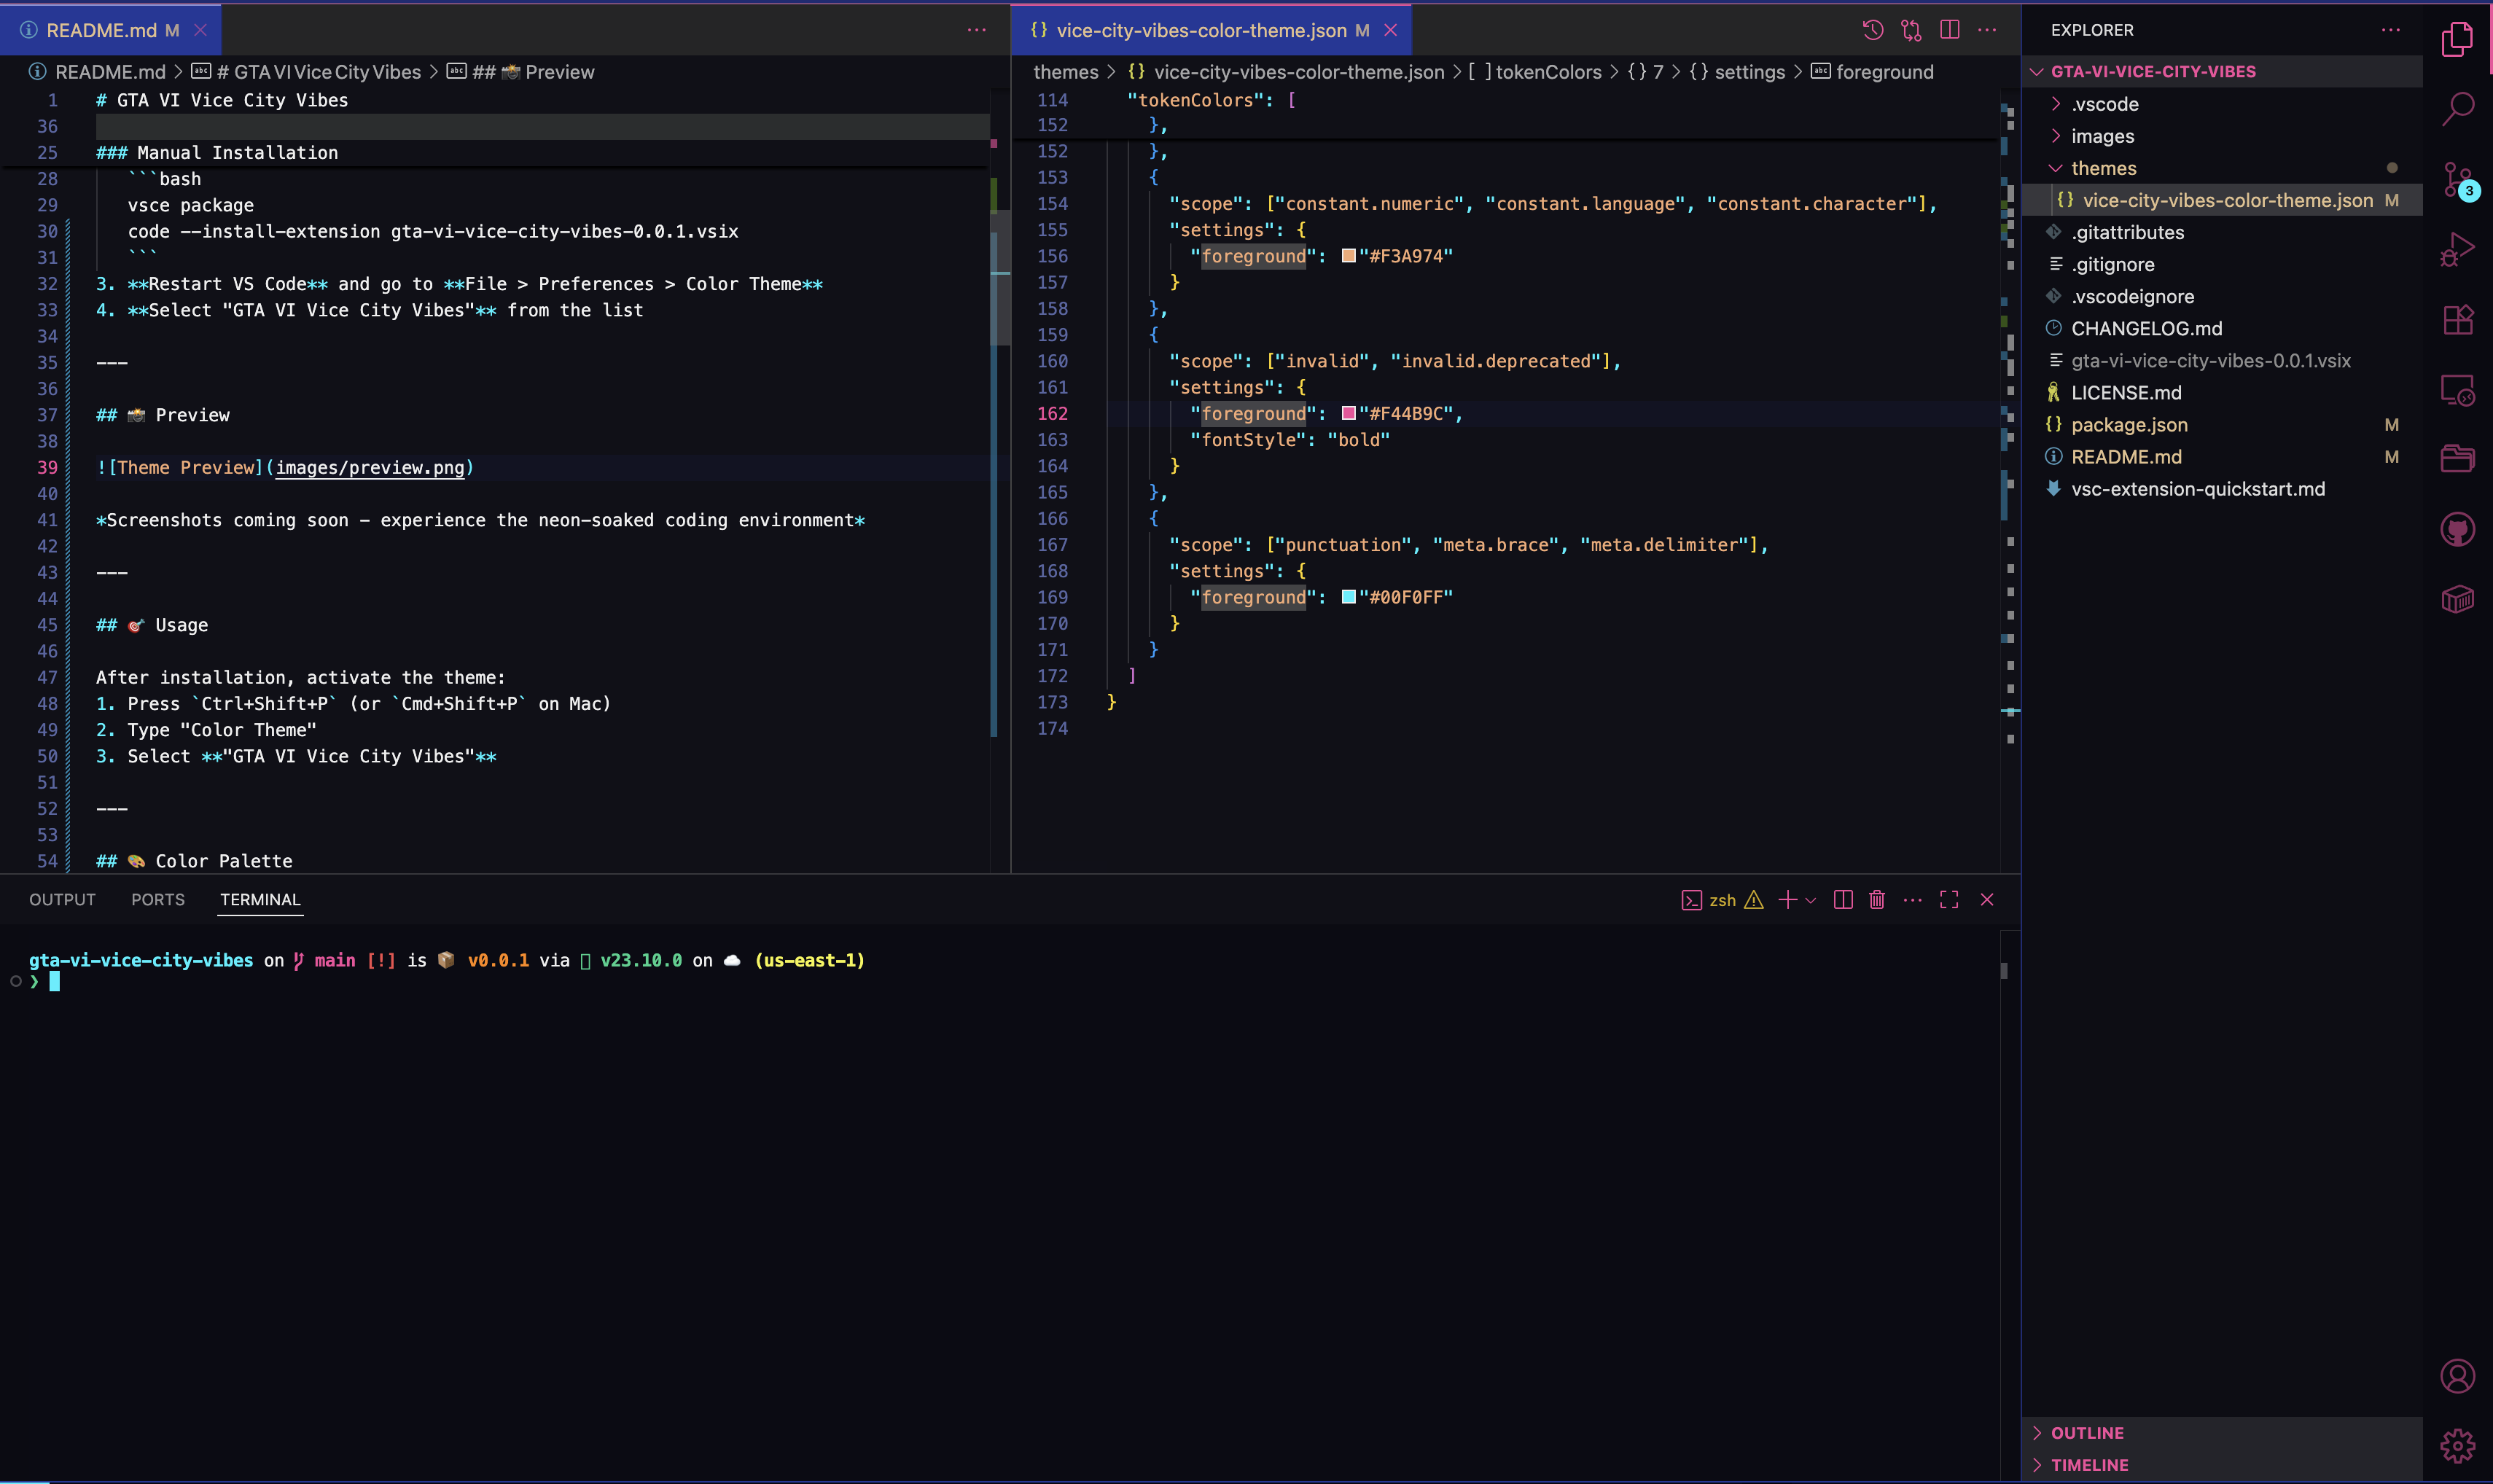 README.md M
# GTA VI Vice City Vibes > ## Preview
README.md > # GTA VI Vice City Vibes > ## 📸 Preview
1 # GTA VI Vice City Vibes
36
25 ### Manual Installation
28 ```bash
29 vsce package
30 code --install-extension gta-vi-vice-city-vibes-0.0.1.vsix
31 ```
32 3. **Restart VS Code** and go to **File > Preferences > Color Theme**
33 4. **Select "GTA VI Vice City Vibes"** from the list
34
35 ---
36
37 ## 📸 Preview
38
39 ![Theme Preview](images/preview.png)
40
41 *Screenshots coming soon - experience the neon-soaked coding environment*
42
43 ---
44
45 ## 🎯 Usage
46
47 After installation, activate the theme:
48 1. Press `Ctrl+Shift+P` (or `Cmd+Shift+P` on Mac)
49 2. Type "Color Theme"
50 3. Select **"GTA VI Vice City Vibes"**
51
52 ---
53
54 ## 🎨 Color Palette
{} vice-city-vibes-color-theme.json M
themes > {} vice-city-vibes-color-theme.json > [ ] tokenColors > {} 7 > {} settings > abc foreground
114 "tokenColors": [
152 },
152 },
153 {
154 "scope": ["constant.numeric", "constant.language", "constant.character"],
155 "settings": {
156 "foreground": "#F3A974"
157 }
158 },
159 {
160 "scope": ["invalid", "invalid.deprecated"],
161 "settings": {
162 "foreground": "#F44B9C",
163 "fontStyle": "bold"
164 }
165 },
166 {
167 "scope": ["punctuation", "meta.brace", "meta.delimiter"],
168 "settings": {
169 "foreground": "#00F0FF"
170 }
171 }
172 ]
173 }
174
OUTPUT PORTS TERMINAL
zsh
gta-vi-vice-city-vibes on main [!] is 📦 v0.0.1 via v23.10.0 on ☁️ (us-east-1)
❯
EXPLORER
GTA-VI-VICE-CITY-VIBES
.vscode
images
themes
{} vice-city-vibes-color-theme.json M
.gitattributes
.gitignore
.vscodeignore
CHANGELOG.md
gta-vi-vice-city-vibes-0.0.1.vsix
LICENSE.md
{} package.json M
README.md M
vsc-extension-quickstart.md
OUTLINE
TIMELINE
3